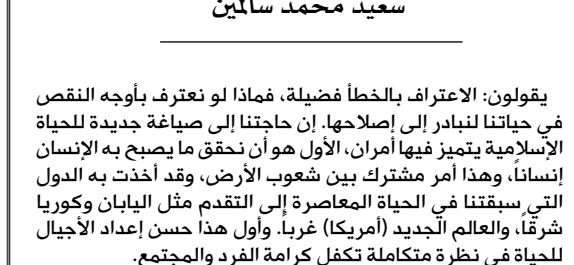 سعيد محمد سالمين
يقولون: الاعتراف بالخطأ فضيلة، فماذا لو نعترف بأوجه النقص
في حياتنا لنبادر إلى إصلاحها. إن حاجتنا إلى صياغة جديدة للحياة
الإسلامية يتميز فيها أمران، الأول هو أن نحقق ما يصبح به الإنسان
إنساناً، وهذا أمر مشترك بين شعوب الأرض، وقد أخذت به الدول
التي سبقتنا في الحياة المعاصرة إلى التقدم مثل اليابان وكوريا
شرقاً، والعالم الجديد (أمريكا) غرباً. وأول هذا حسن إعداد الأجيال
للحياة في نظرة متكاملة تكفل كرامة الفرد والمجتمع.